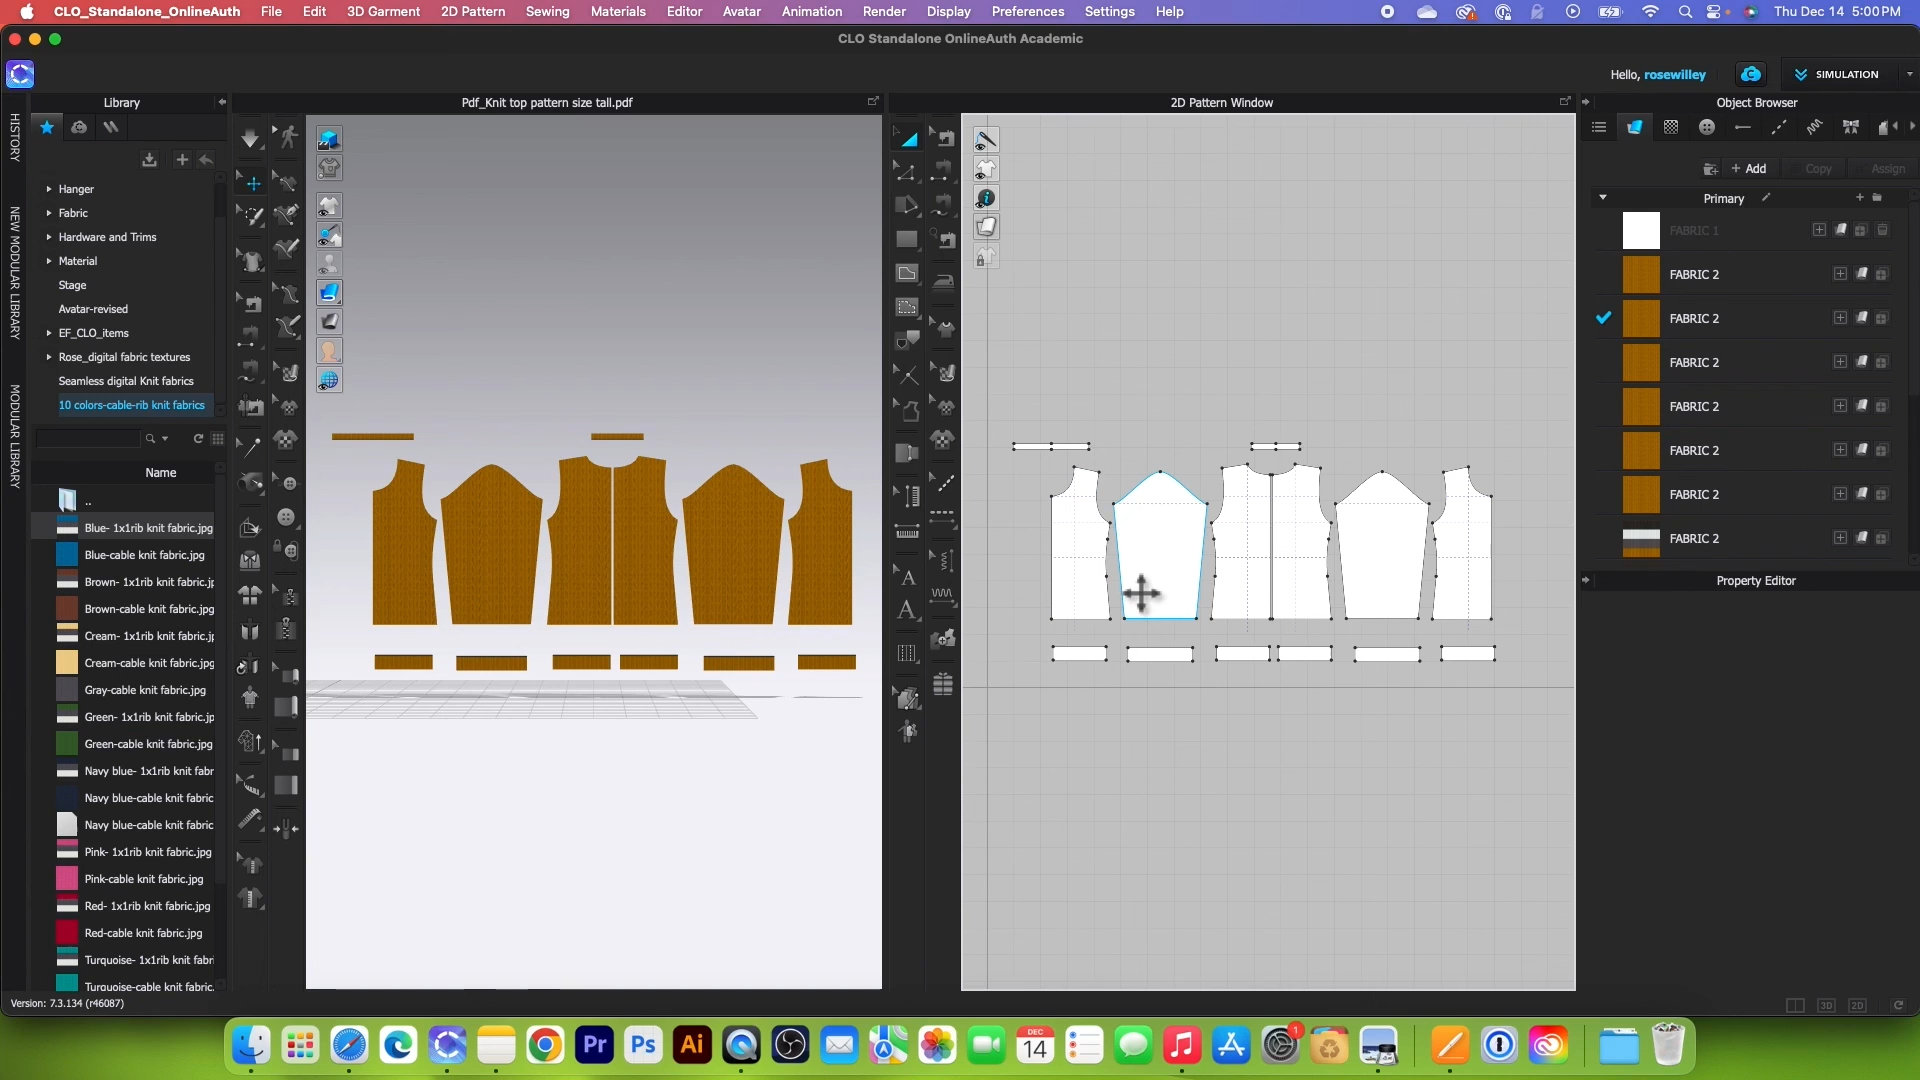 CLO_Standalone_OnlineAuth File Edit 3D Garment 2D Pattern Sewing Materials Editor Avatar Animation Render Display Preferences Settings Help Thu Dec 14 5:00PM
CLO Standalone OnlineAuth Academic
Hello, rosewilley SIMULATION
Library
Pdf_Knit top pattern size tall.pdf
2D Pattern Window
Object Browser
HISTORY
NEW MODULAR LIBRARY
MODULAR LIBRARY
Hanger
Fabric
Hardware and Trims
Material
Stage
Avatar-revised
EF_CLO_items
Rose_digital fabric textures
Seamless digital Knit fabrics
10 colors-cable-rib knit fabrics
Name
..
Blue- 1x1rib knit fabric.jpg
Blue-cable knit fabric.jpg
Brown- 1x1rib knit fabric.jp
Brown-cable knit fabric.jpg
Cream- 1x1rib knit fabric.jp
Cream-cable knit fabric.jpg
Gray-cable knit fabric.jpg
Green- 1x1rib knit fabric.jp
Green-cable knit fabric.jpg
Navy blue- 1x1rib knit fabr
Navy blue-cable knit fabric
Navy blue-cable knit fabric
Pink- 1x1rib knit fabric.jpg
Pink-cable knit fabric.jpg
Red- 1x1rib knit fabric.jpg
Red-cable knit fabric.jpg
Turquoise- 1x1rib knit fabr
Turquoise-cable knit fabric.
+ Add Copy Assign
Primary
FABRIC 1
FABRIC 2
FABRIC 2
FABRIC 2
FABRIC 2
FABRIC 2
FABRIC 2
FABRIC 2
Property Editor
Version: 7.3.134 (r46087)
3D 2D
Pr Ps Ai
DEC
14
1